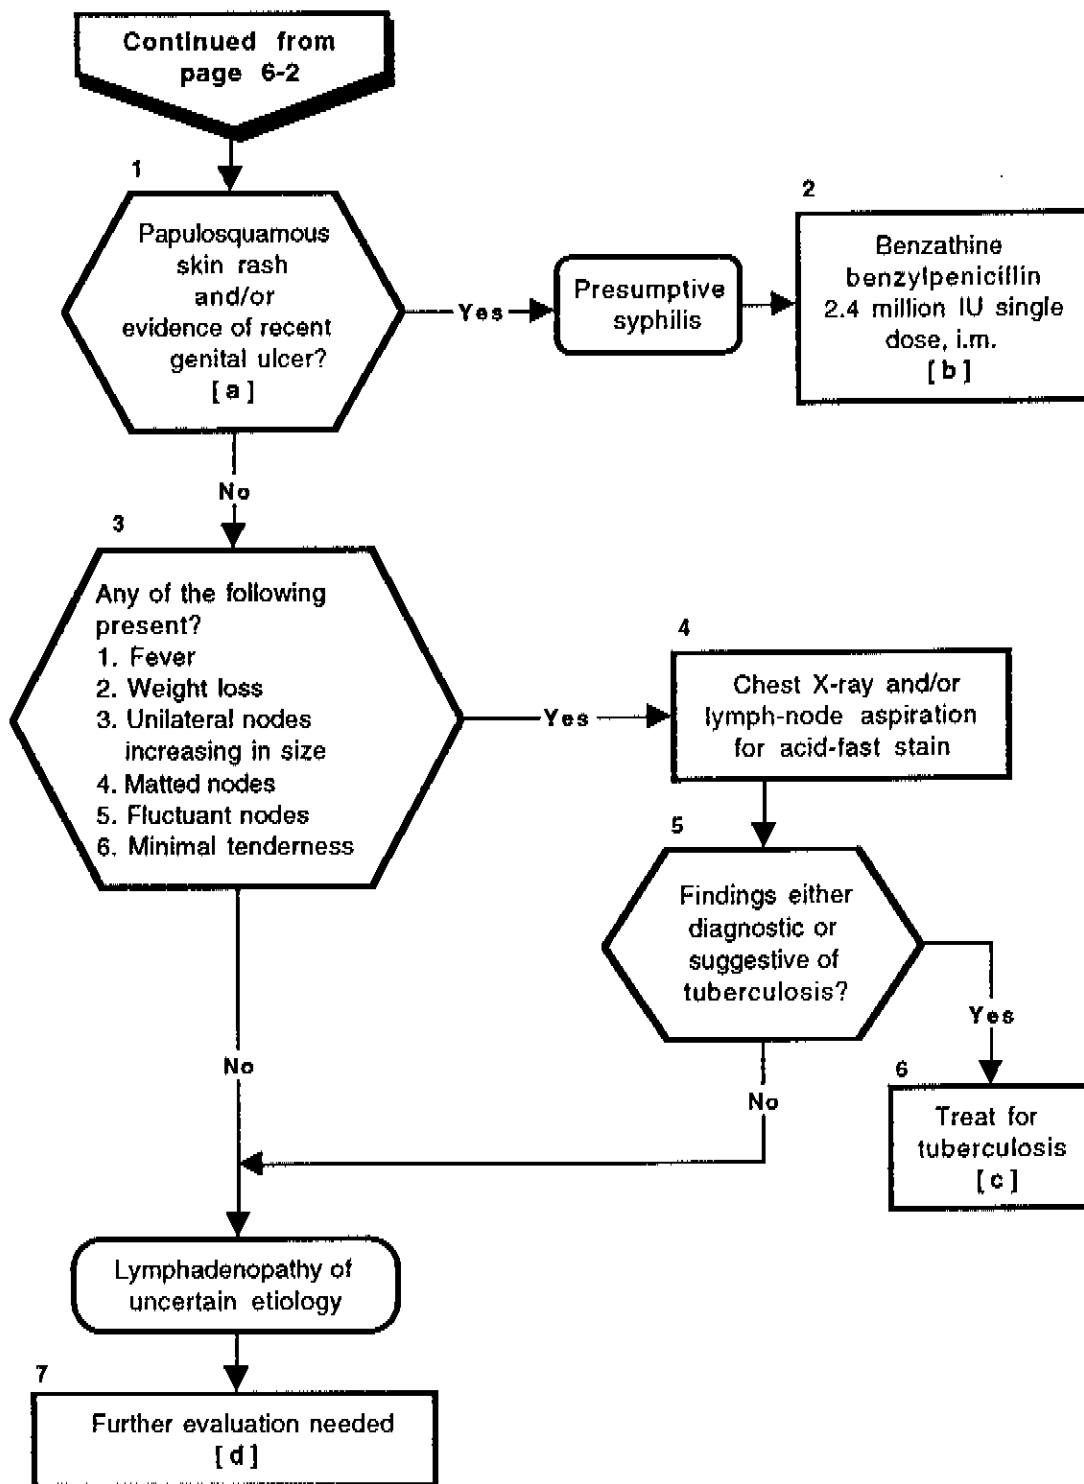 Continued from
page 6-2
1
Papulosquamous
skin rash
and/or
evidence of recent
genital ulcer?
[a]
Yes
Presumptive
syphilis
2
Benzathine
benzylpenicillin
2.4 million IU single
dose, i.m.
[b]
No
3
Any of the following
present?
1. Fever
2. Weight loss
3. Unilateral nodes
increasing in size
4. Matted nodes
5. Fluctuant nodes
6. Minimal tenderness
Yes
4
Chest X-ray and/or
lymph-node aspiration
for acid-fast stain
5
Findings either
diagnostic or
suggestive of
tuberculosis?
Yes
6
Treat for
tuberculosis
[c]
No
No
Lymphadenopathy of
uncertain etiology
7
Further evaluation needed
[d]